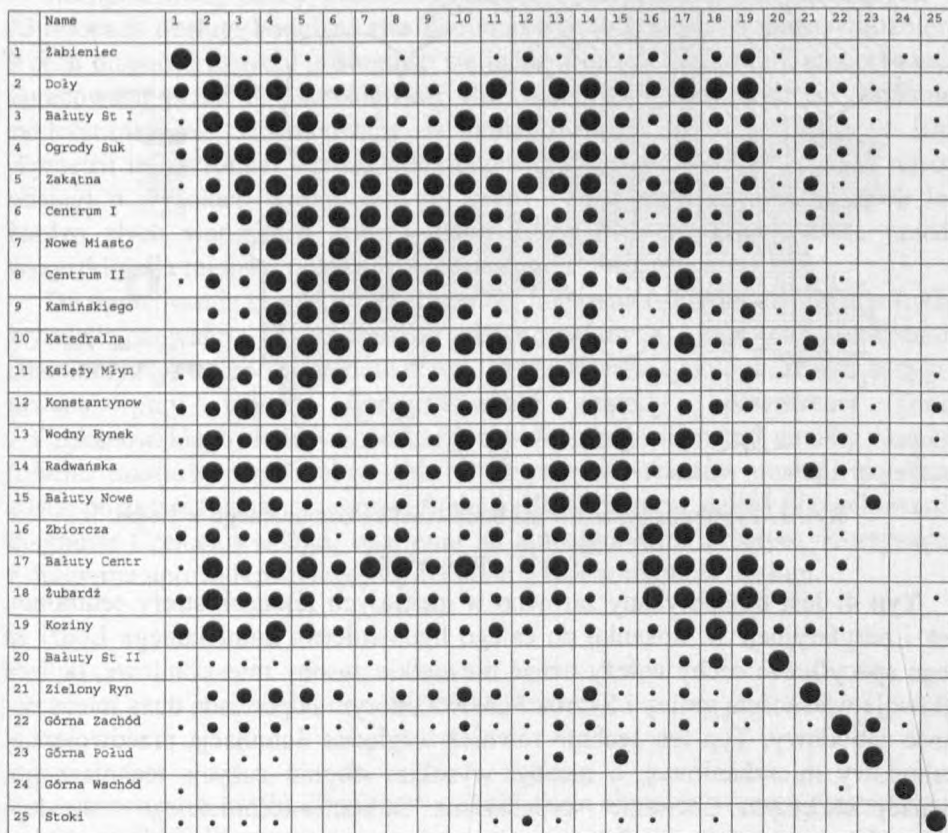 Name 1 2 3 4 5 6 7 8 9 10 11 12 13 14 15 16 17 18 19 20 21 22 23 24 25
1 Żabieniec
2 Doły
3 Bałuty St I
4 Ogrody Suk
5 Zakątna
6 Centrum I
7 Nowe Miasto
8 Centrum II
9 Kamińskiego
10 Katedralna
11 Księży Młyn
12 Konstantynow
13 Wodny Rynek
14 Radwańska
15 Bałuty Nowe
16 Zbiorcza
17 Bałuty Centr
18 Żubardź
19 Koziny
20 Bałuty St II
21 Zielony Ryn
22 Górna Zachód
23 Górna Połud
24 Górna Wschód
25 Stoki